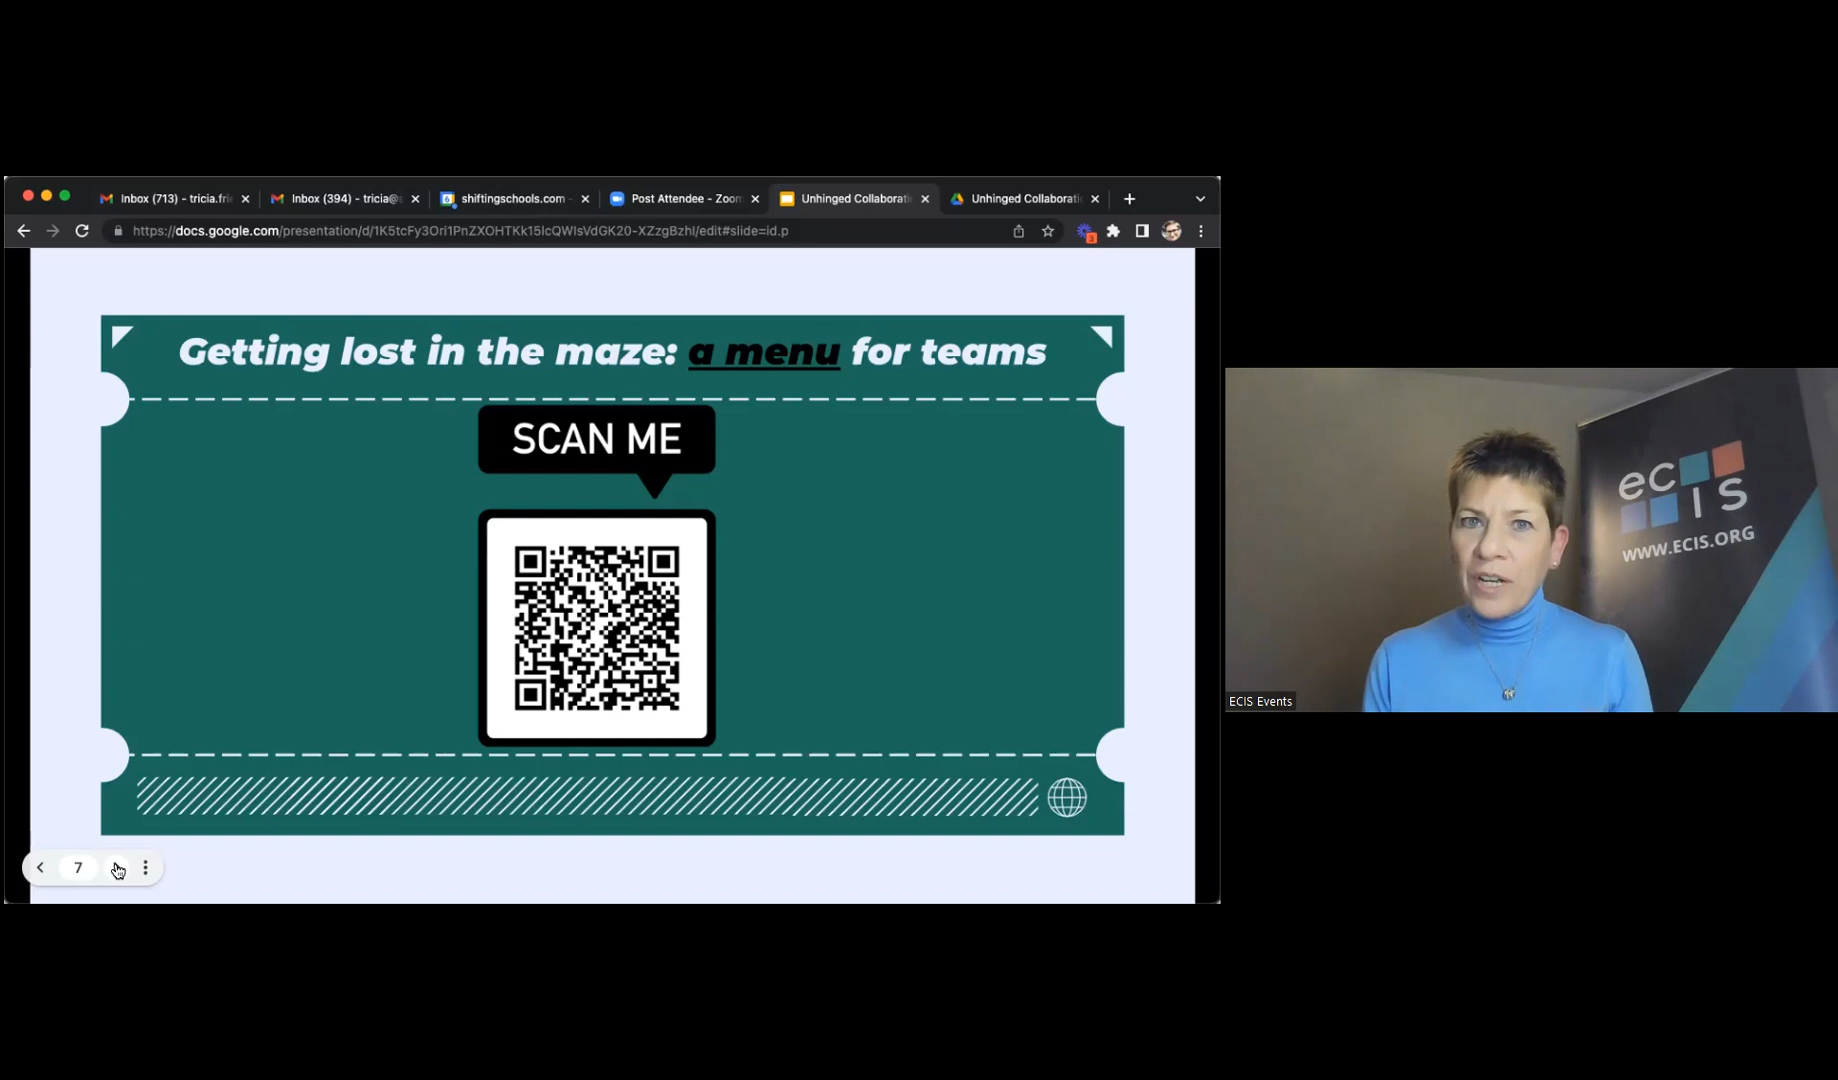 Inbox (713) - tricia.fri
Inbox (394) - tricia@s
shiftingschools.com -
Post Attendee - Zoom
Unhinged Collaborati
Unhinged Collaborati
https://docs.google.com/presentation/d/1K5tcFy3Ori1PnZXOHTKk15lcQWlsVdGK20-XZzgBzhI/edit#slide=id.p
Getting lost in the maze: a menu for teams
SCAN ME
7
ecis
WWW.ECIS.ORG
ECIS Events